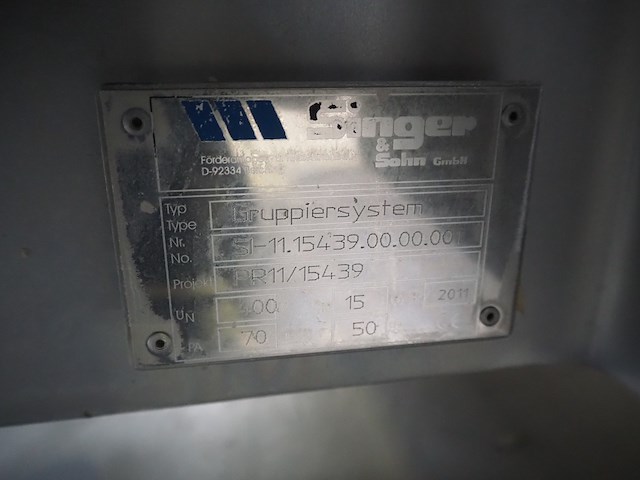 Singer
& Sohn GmbH
D-92334
Typ
Type
Gruppiersystem
Nr.
No.
SI-11.15439.00.00.00
Projekt
PR11/15439
UN
400 15 2011
70 50